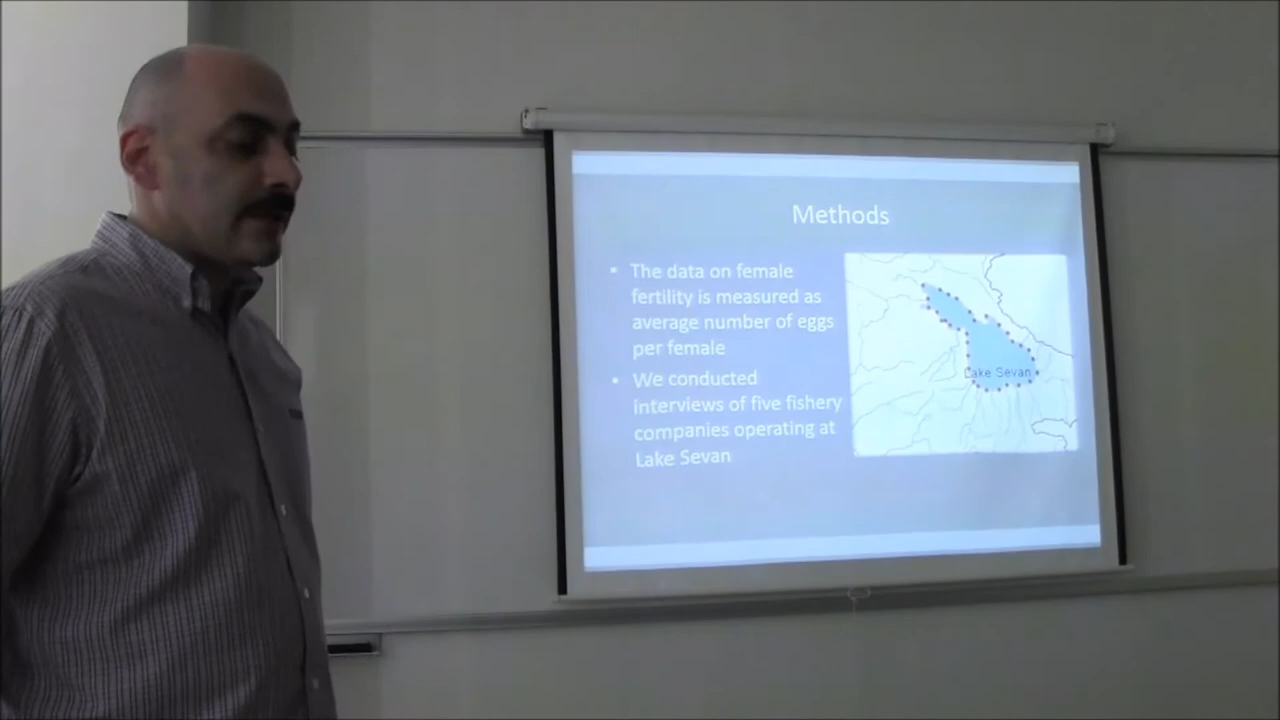 Methods
• The data on female
fertility is measured as
average number of eggs
per female
• We conducted
interviews of five fishery
companies operating at
Lake Sevan
Lake Sevan